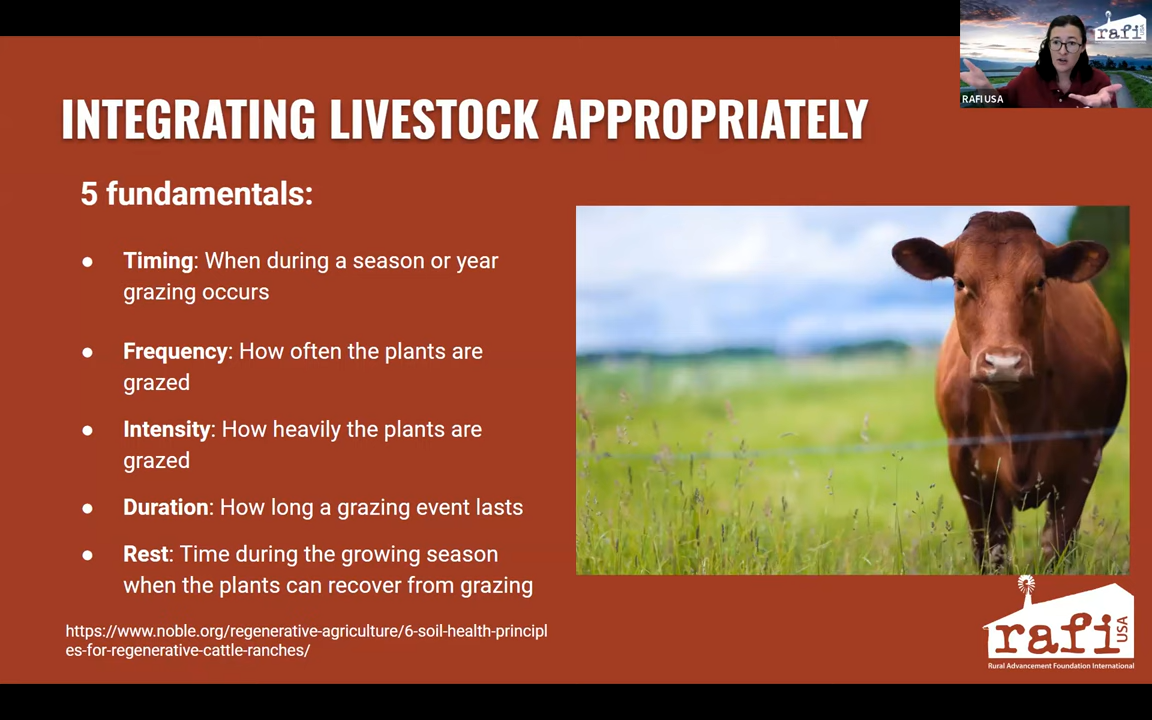 rafi
USA
RAFIUSA
INTEGRATING LIVESTOCK APPROPRIATELY
5 fundamentals:
● Timing: When during a season or year
grazing occurs
● Frequency: How often the plants are
grazed
● Intensity: How heavily the plants are
grazed
● Duration: How long a grazing event lasts
● Rest: Time during the growing season
when the plants can recover from grazing
https://www.noble.org/regenerative-agriculture/6-soil-health-principl
es-for-regenerative-cattle-ranches/
rafi
USA
Rural Advancement Foundation International